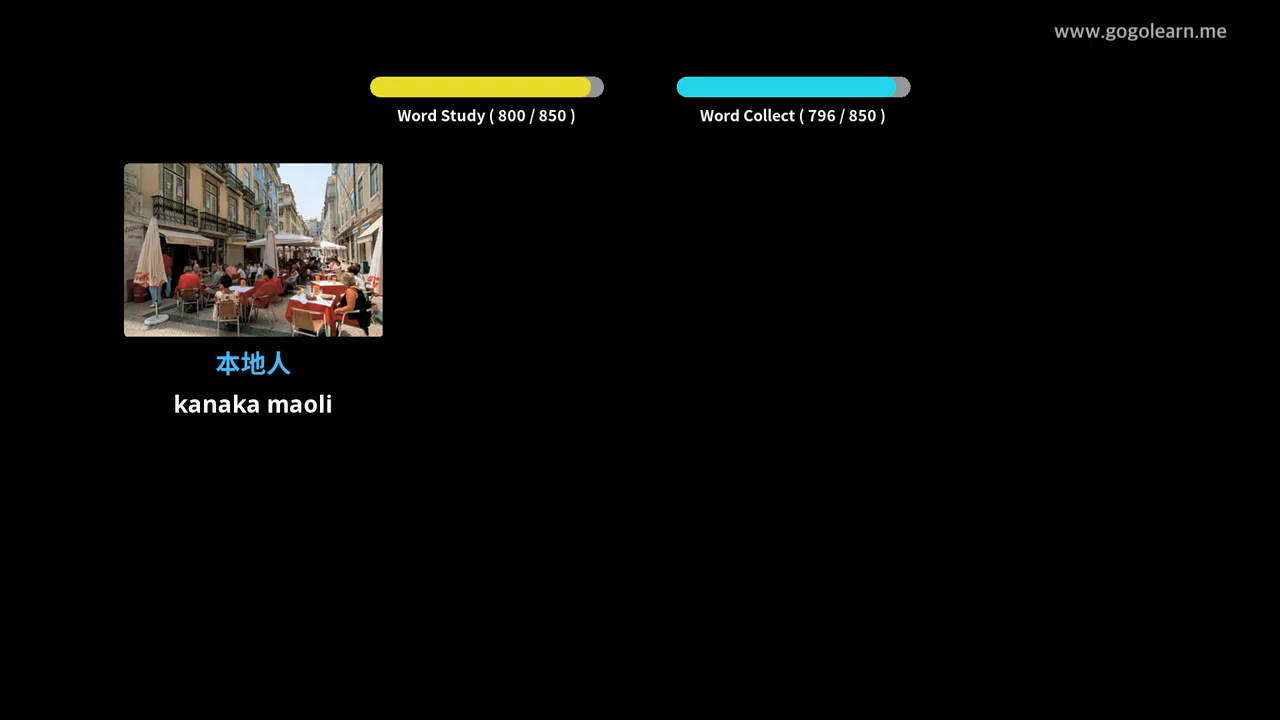 www.gogolearn.me
Word Study ( 800 / 850 )
Word Collect ( 796 / 850 )
本地人
kanaka maoli